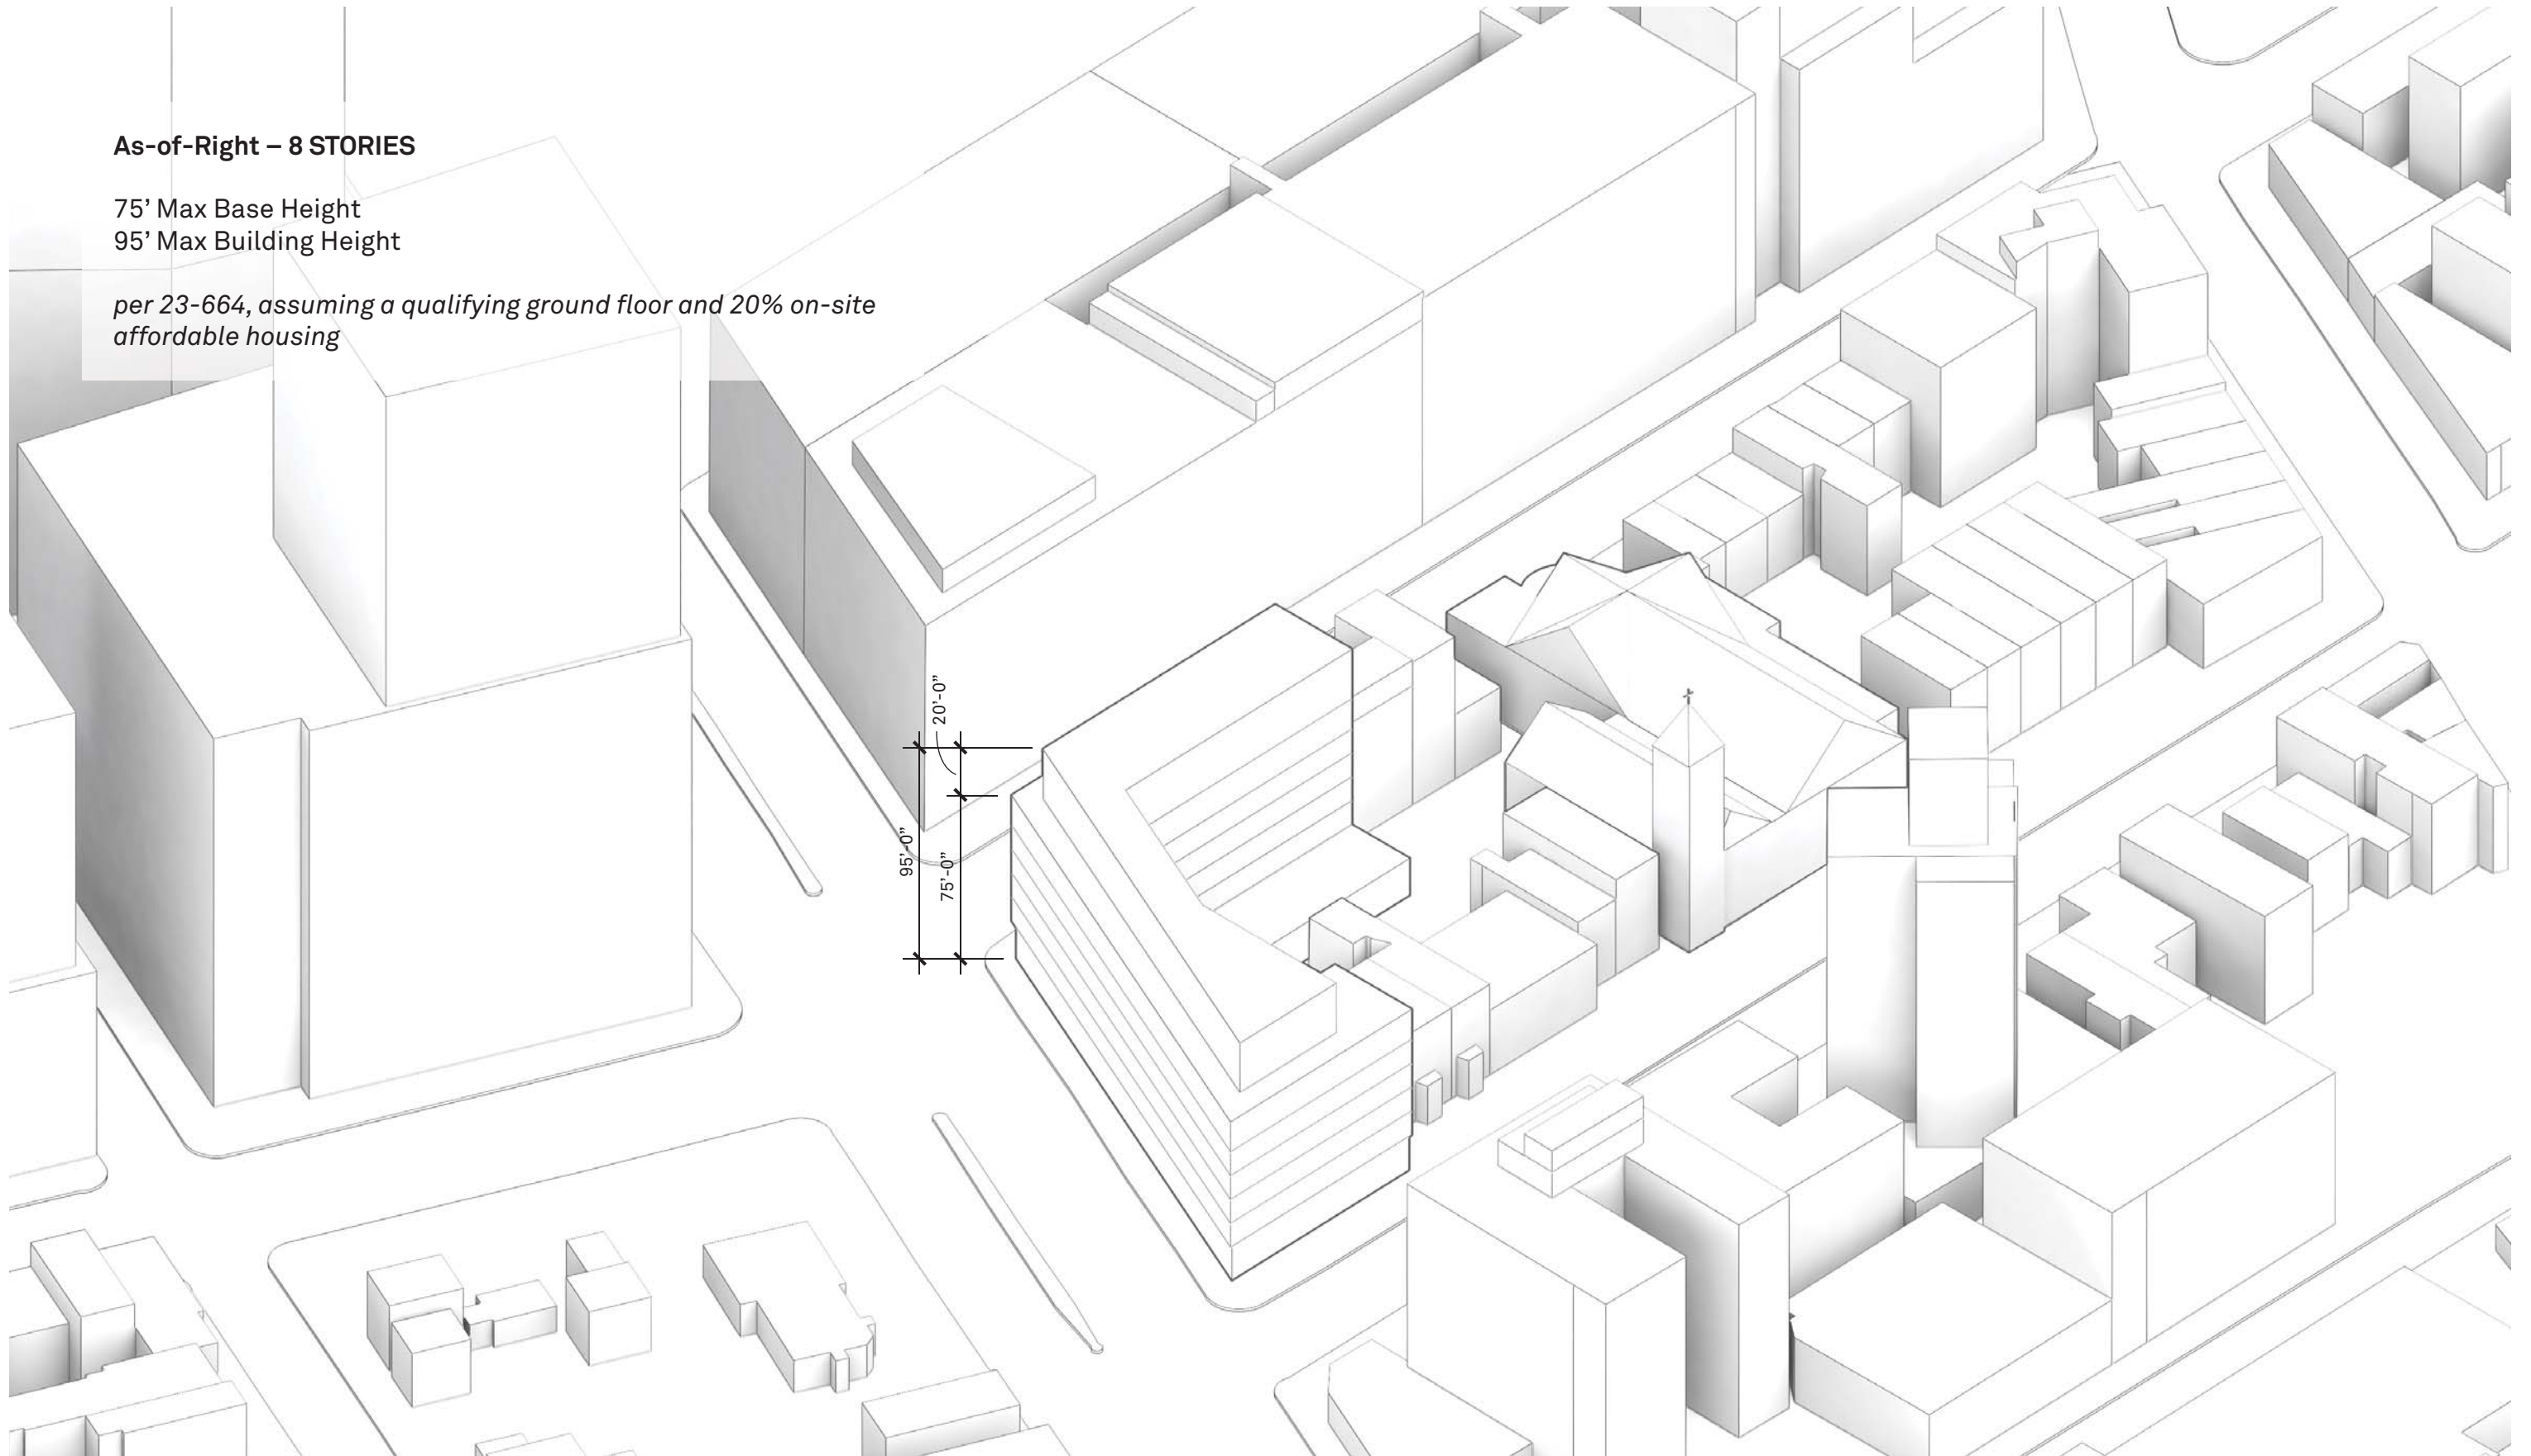 As-of-Right – 8 STORIES
75’ Max Base Height
95’ Max Building Height
per 23-664, assuming a qualifying ground floor and 20% on-site
affordable housing
20’-0”
95’-0”
75’-0”